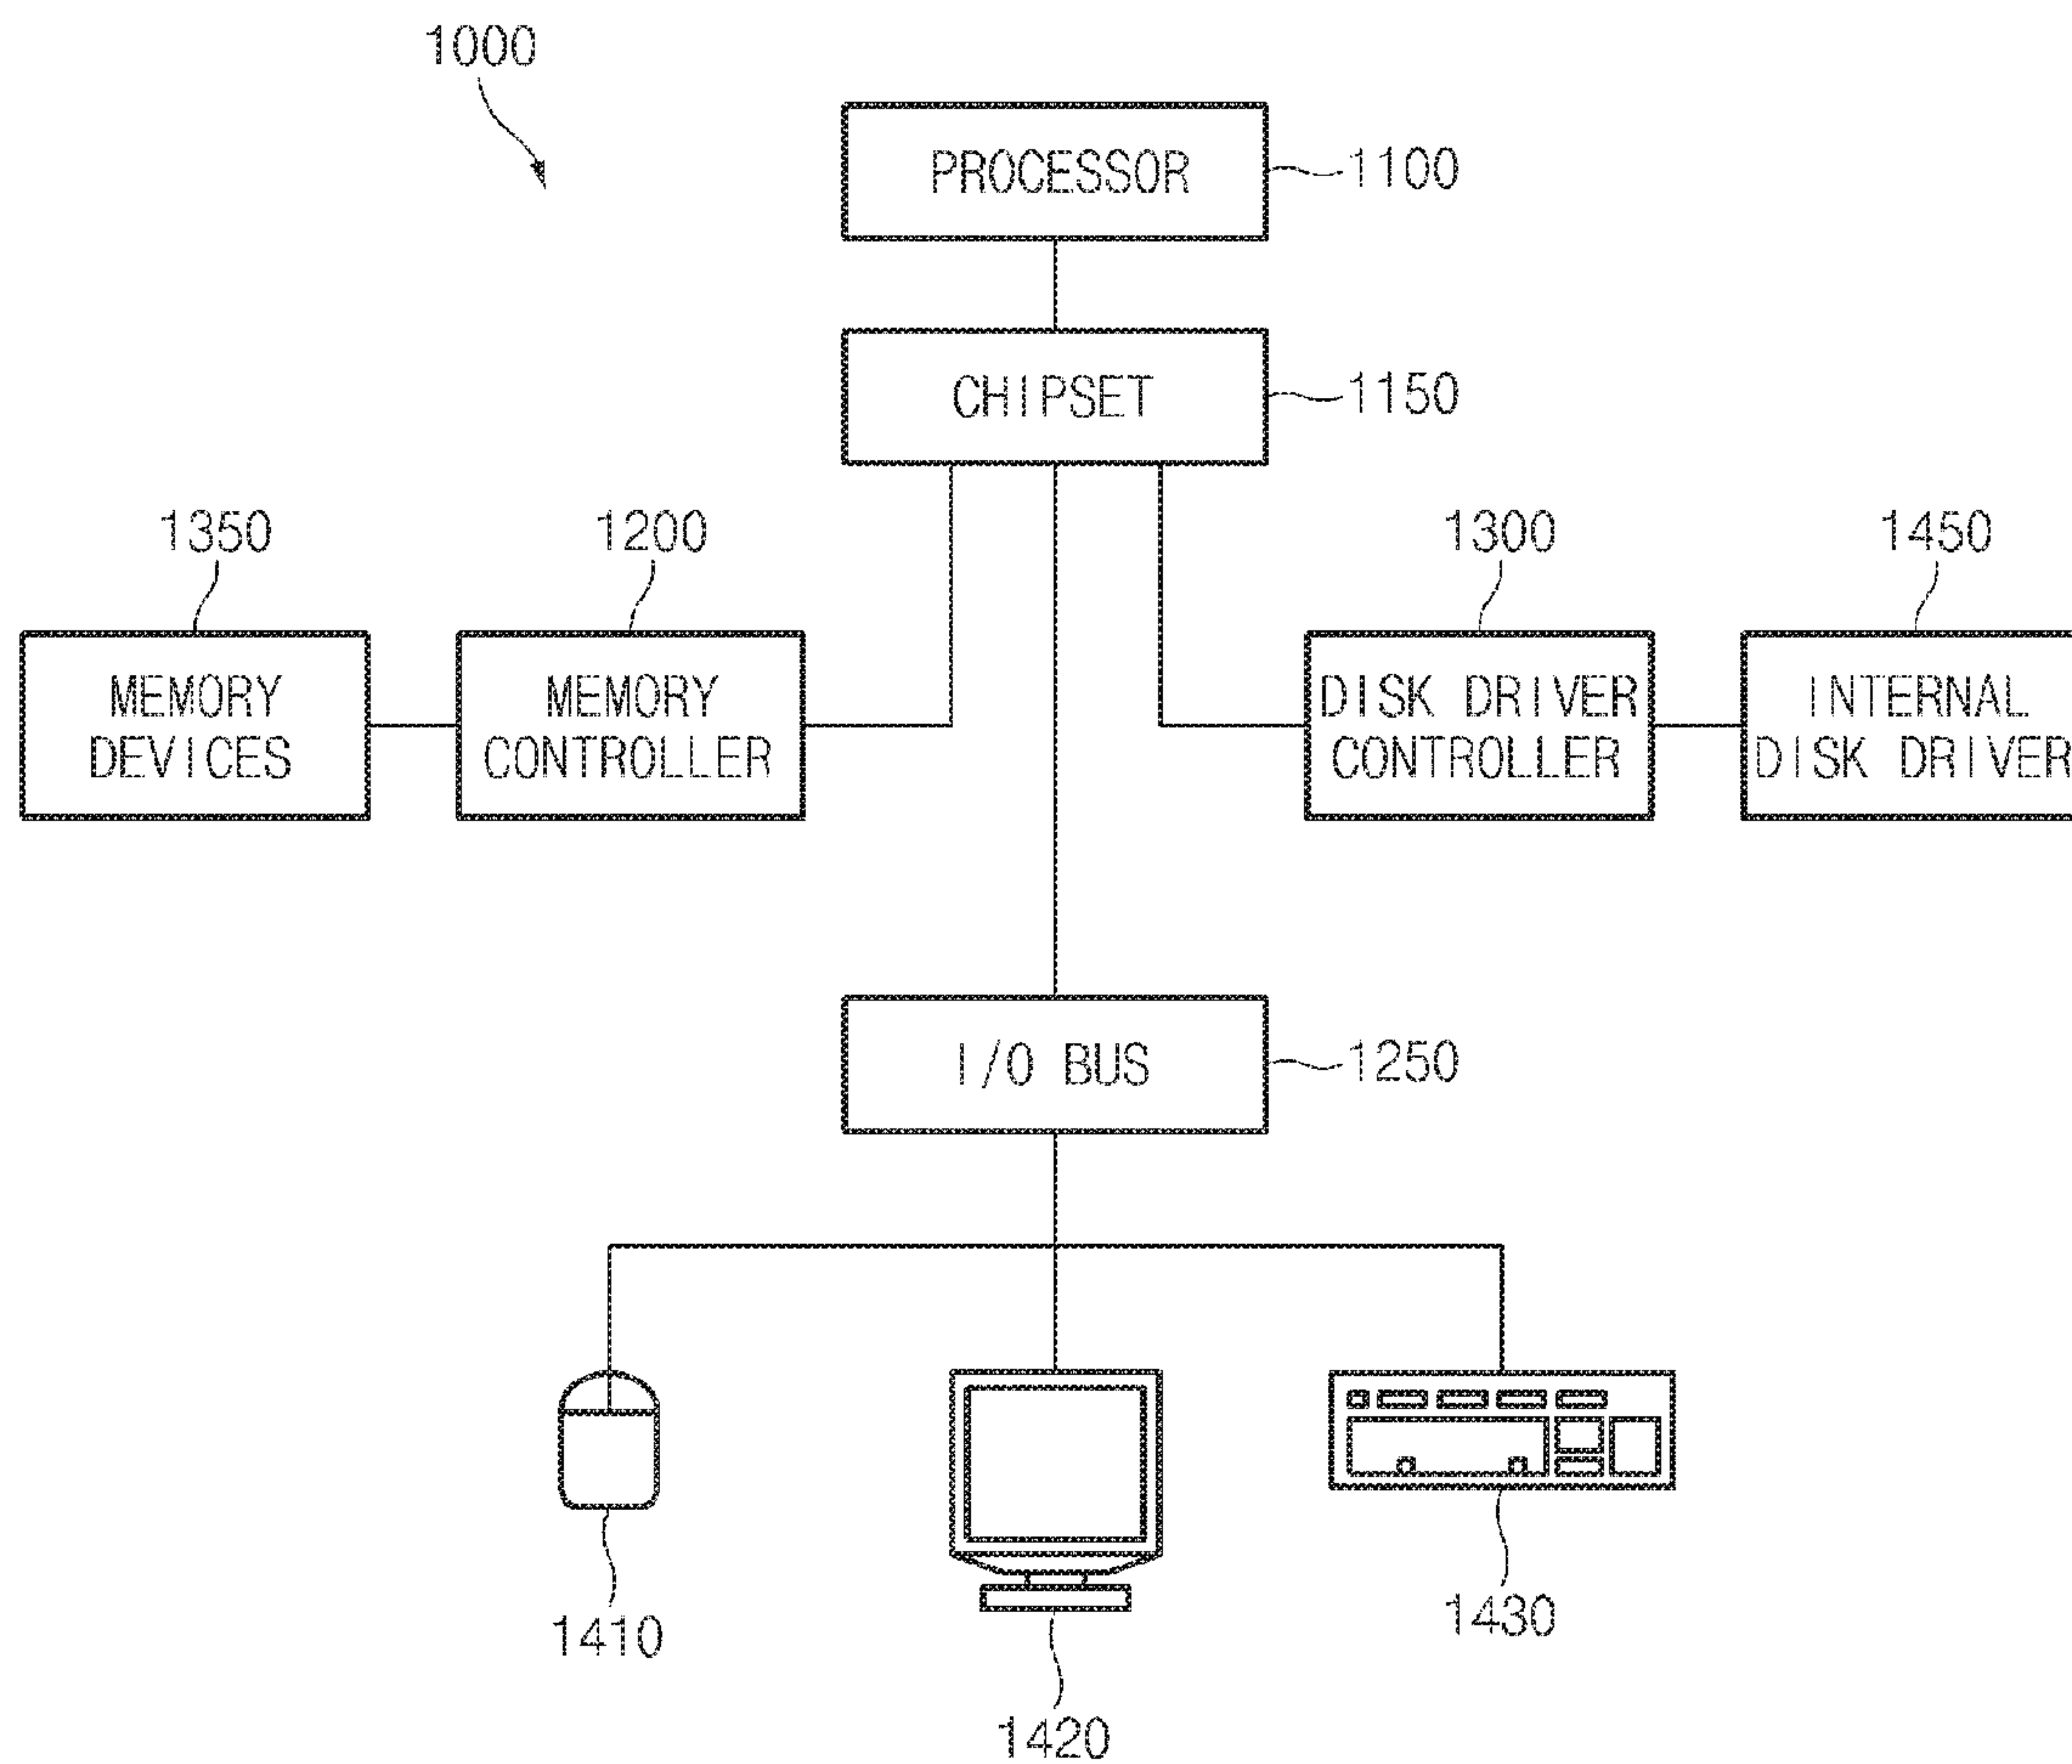 1000
PROCESSOR
1100
CHIPSET
1150
1350
1200
1300
1450
MEMORY
DEVICES
MEMORY
CONTROLLER
DISK DRIVER
CONTROLLER
INTERNAL
DISK DRIVER
I/O BUS
1250
1410
1420
1430